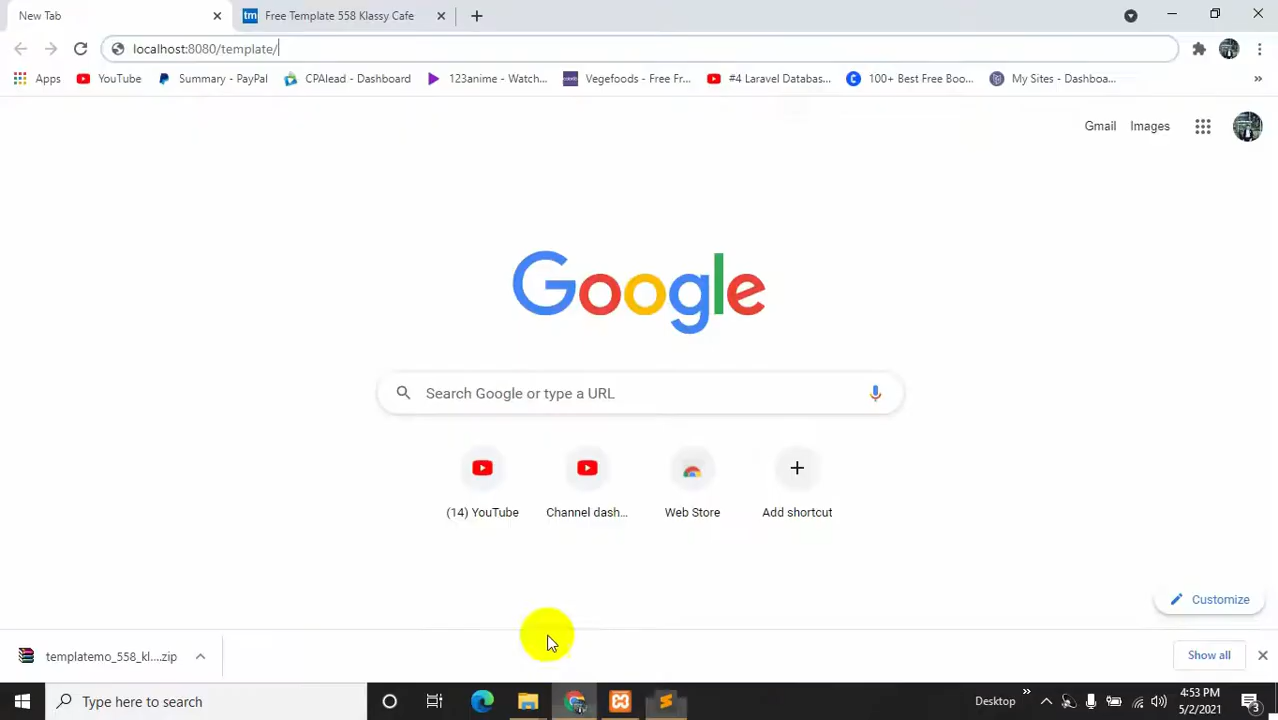 New Tab
Free Template 558 Klassy Cafe
localhost:8080/template/
Apps
YouTube
Summary - PayPal
CPAlead - Dashboard
123anime - Watch...
Vegefoods - Free Fr...
#4 Laravel Databas...
100+ Best Free Boo...
My Sites - Dashboa...
»
Gmail
Images
Google
Search Google or type a URL
(14) YouTube
Channel dash...
Web Store
Add shortcut
Customize
templatemo_558_kl....zip
Show all
Type here to search
Desktop
»
4:53 PM
5/2/2021
3